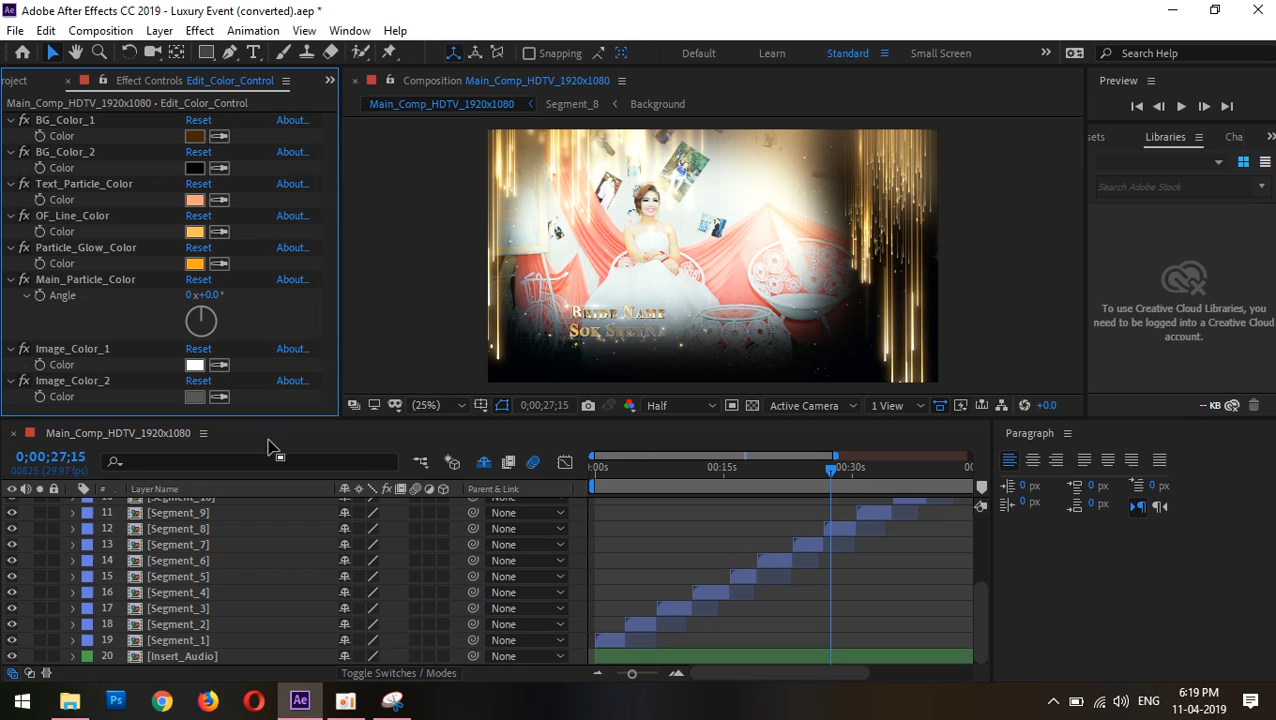 Adobe After Effects CC 2019 - Luxury Event (converted).aep *
File Edit Composition Layer Effect Animation View Window Help
Snapping Default Learn Standard Small Screen Search Help
roject Effect Controls Edit_Color_Control
Main_Comp_HDTV_1920x1080 • Edit_Color_Control
BG_Color_1 Reset About...
Color
BG_Color_2 Reset About...
Color
Text_Particle_Color Reset About...
Color
OF_Line_Color Reset About...
Color
Particle_Glow_Color Reset About...
Color
Main_Particle_Color Reset About...
Angle 0x+0.0°
Image_Color_1 Reset About...
Color
Image_Color_2 Reset About...
Color
Composition Main_Comp_HDTV_1920x1080
Main_Comp_HDTV_1920x1080 Segment_8 Background
Bride Name
Sok Sreina
(25%) 0;00;27;15 Half Active Camera 1 View +0.0
Preview
ets Libraries Cha
Search Adobe Stock
To use Creative Cloud Libraries, you
need to be logged into a Creative Cloud
account.
-- KB
Main_Comp_HDTV_1920x1080
0;00;27;15
00825 (29.97 fps)
:00s 00:15s 00:30s 00
# Layer Name Parent & Link
10 [Segment_10] None
11 [Segment_9] None
12 [Segment_8] None
13 [Segment_7] None
14 [Segment_6] None
15 [Segment_5] None
16 [Segment_4] None
17 [Segment_3] None
18 [Segment_2] None
19 [Segment_1] None
20 [Insert_Audio] None
Toggle Switches / Modes
Paragraph
0 px 0 px 0 px
0 px 0 px
ENG
6:19 PM
11-04-2019